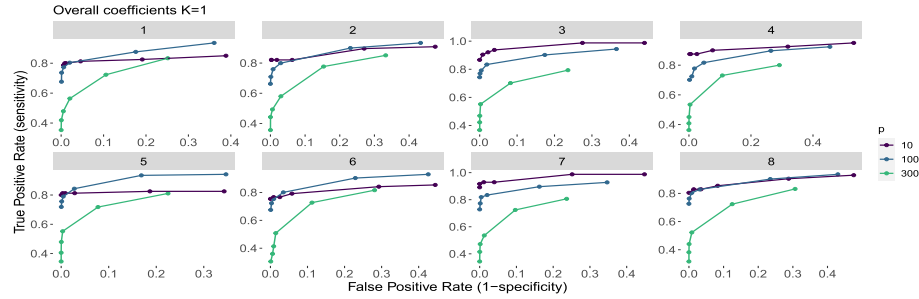 Overall coefficients K=1
1 2 3 4
1.0
0.8 0.8 0.8 0.8
0.6 0.6 0.6 0.6
0.4 0.4 0.4 0.4
0.0 0.1 0.2 0.3 0.4 0.0 0.1 0.2 0.3 0.4 0.0 0.2 0.4 0.0 0.2 0.4
5 6 7 8
1.0
0.8 0.8 0.8 0.8
0.6 0.6 0.6 0.6
0.4 0.4 0.4 0.4
0.0 0.1 0.2 0.3 0.0 0.1 0.2 0.3 0.4 0.0 0.1 0.2 0.3 0.4 0.0 0.1 0.2 0.3 0.4
False Positive Rate (1−specificity)
True Positive Rate (sensitivity)
p
10
100
300